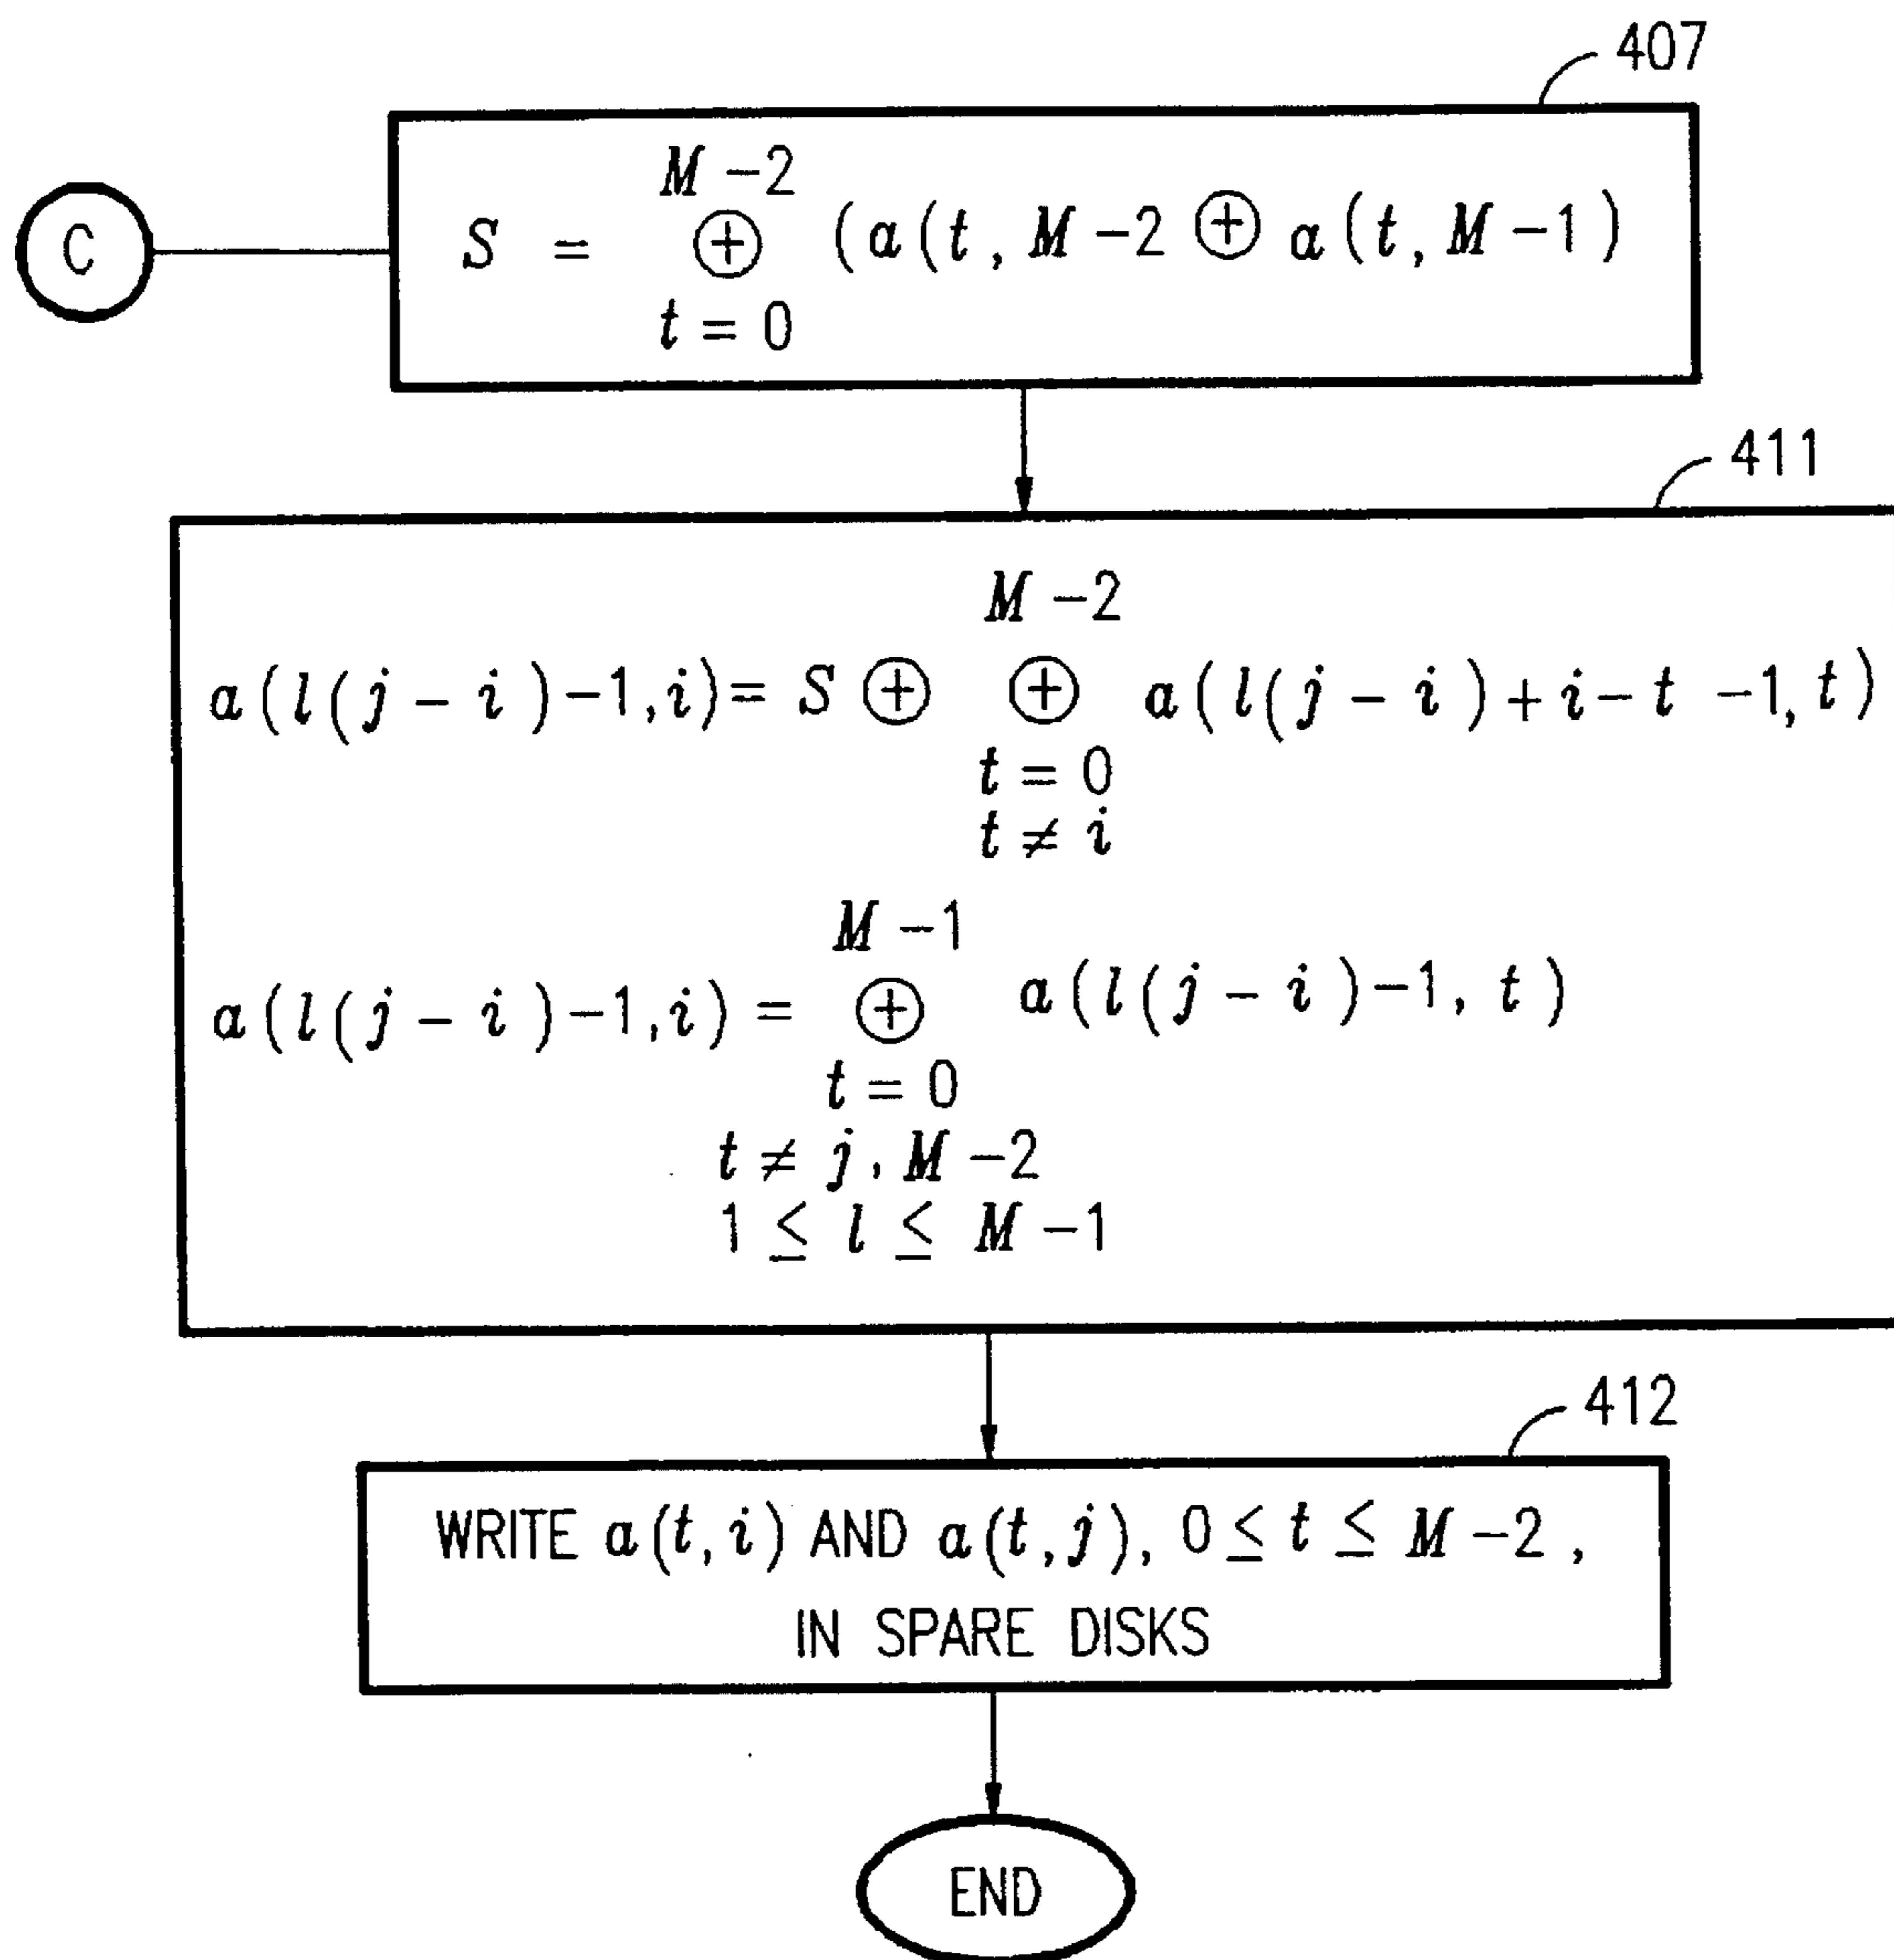 407
C
M-2
S = ⊕ (a(t, M-2 ⊕ a(t, M-1)
t=0
411
M-2
a(l(j-i)-1,i)= S ⊕ ⊕ a(l(j-i)+i-t-1,t)
t=0
t≠i
M-1
a(l(j-i)-1,i) = ⊕ a(l(j-i)-1, t)
t=0
t≠j, M-2
1≤l≤ M-1
412
WRITE a(t,i) AND a(t,j), 0≤t≤ M-2,
IN SPARE DISKS
END